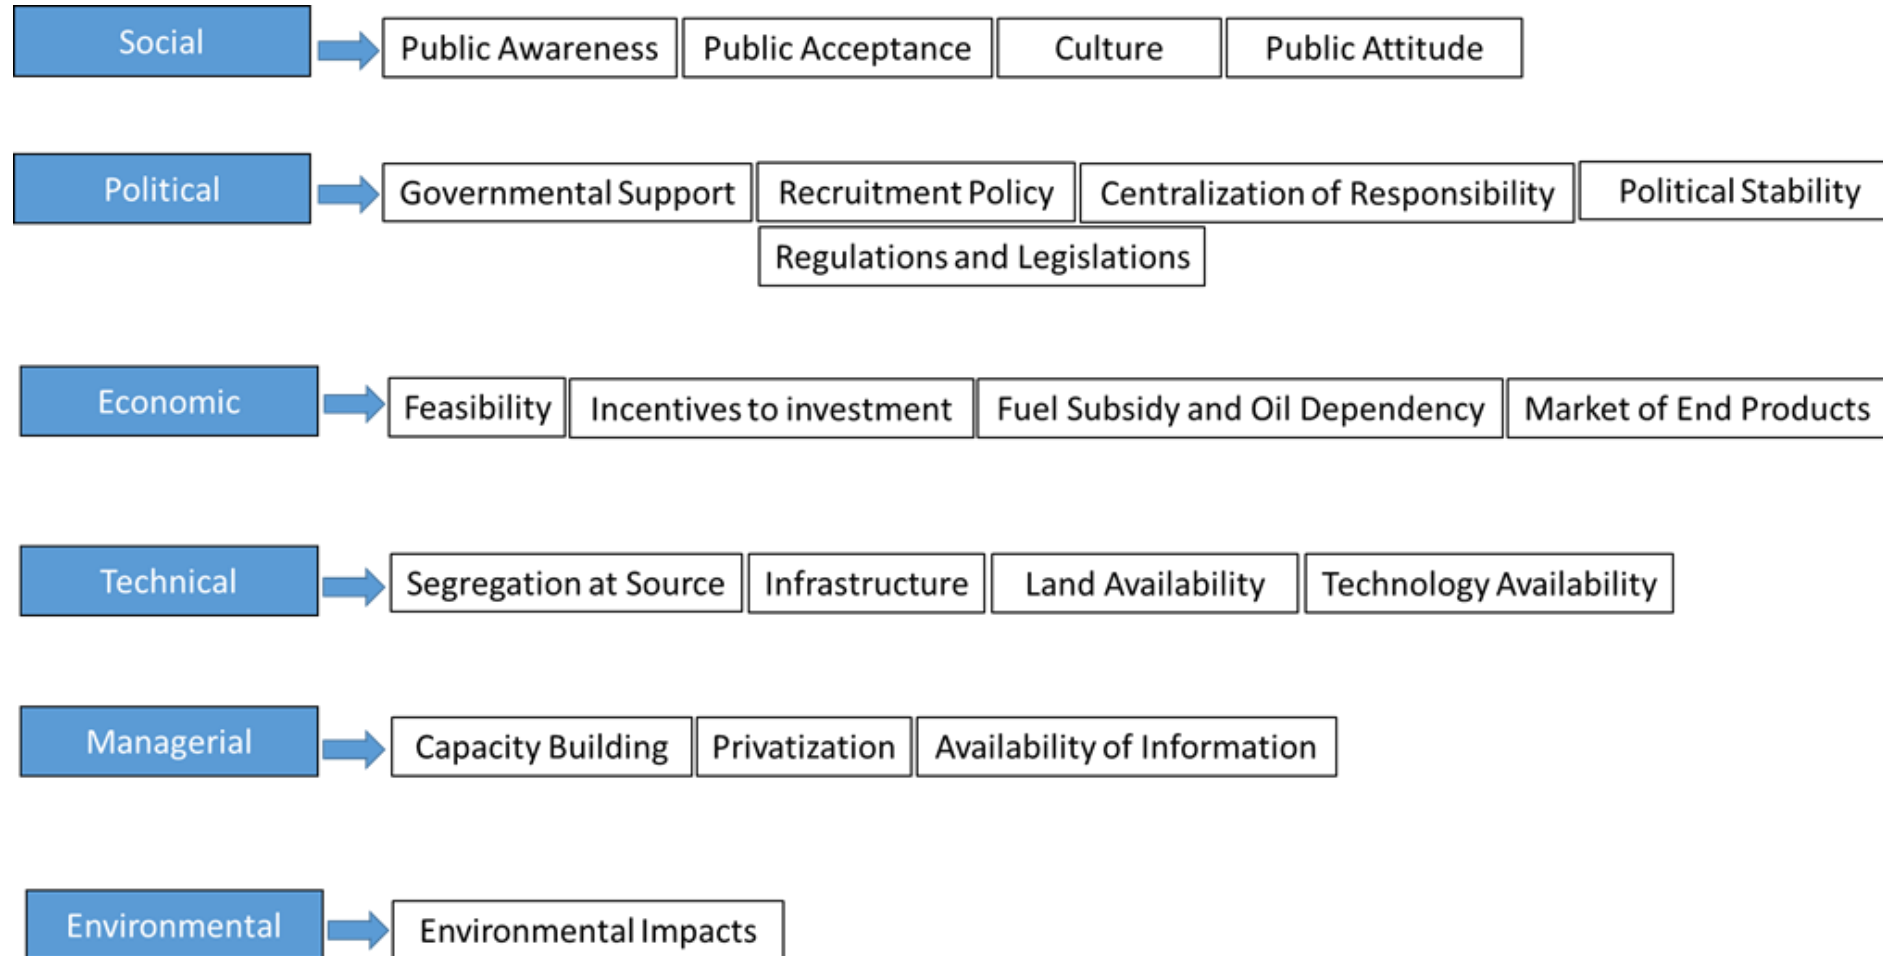 Social
Public Awareness Public Acceptance Culture Public Attitude
Political
Governmental Support Recruitment Policy Centralization of Responsibility Political Stability
Regulations and Legislations
Economic
Feasibility Incentives to investment Fuel Subsidy and Oil Dependency Market of End Products
Technical
Segregation at Source Infrastructure Land Availability Technology Availability
Managerial
Capacity Building Privatization Availability of Information
Environmental
Environmental Impacts